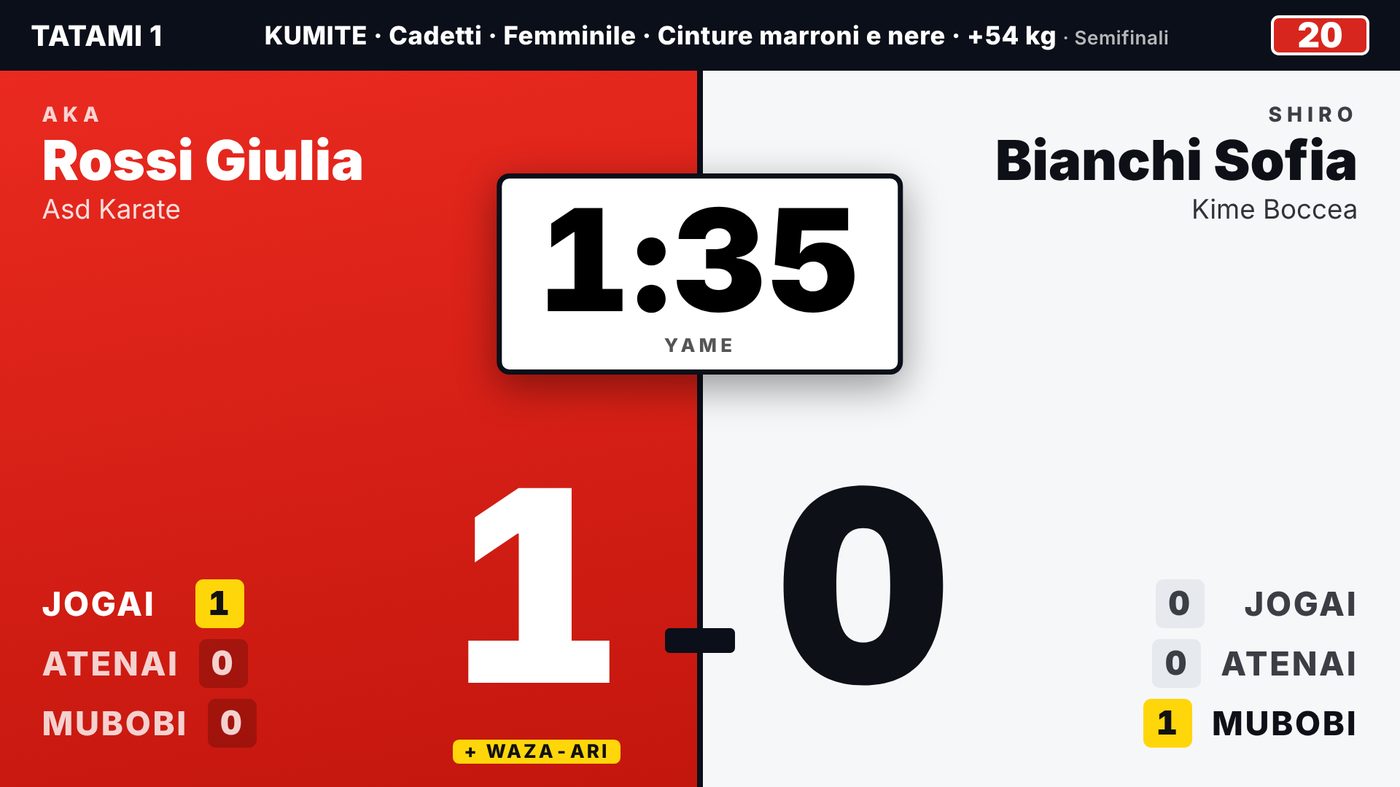 TATAMI 1
KUMITE · Cadetti · Femminile · Cinture marroni e nere · +54 kg · Semifinali
20
AKA
Rossi Giulia
Asd Karate
SHIRO
Bianchi Sofia
Kime Boccea
1:35
YAME
1 - 0
JOGAI 1
ATENAI 0
MUBOBI 0
+ WAZA-ARI
0 JOGAI
0 ATENAI
1 MUBOBI